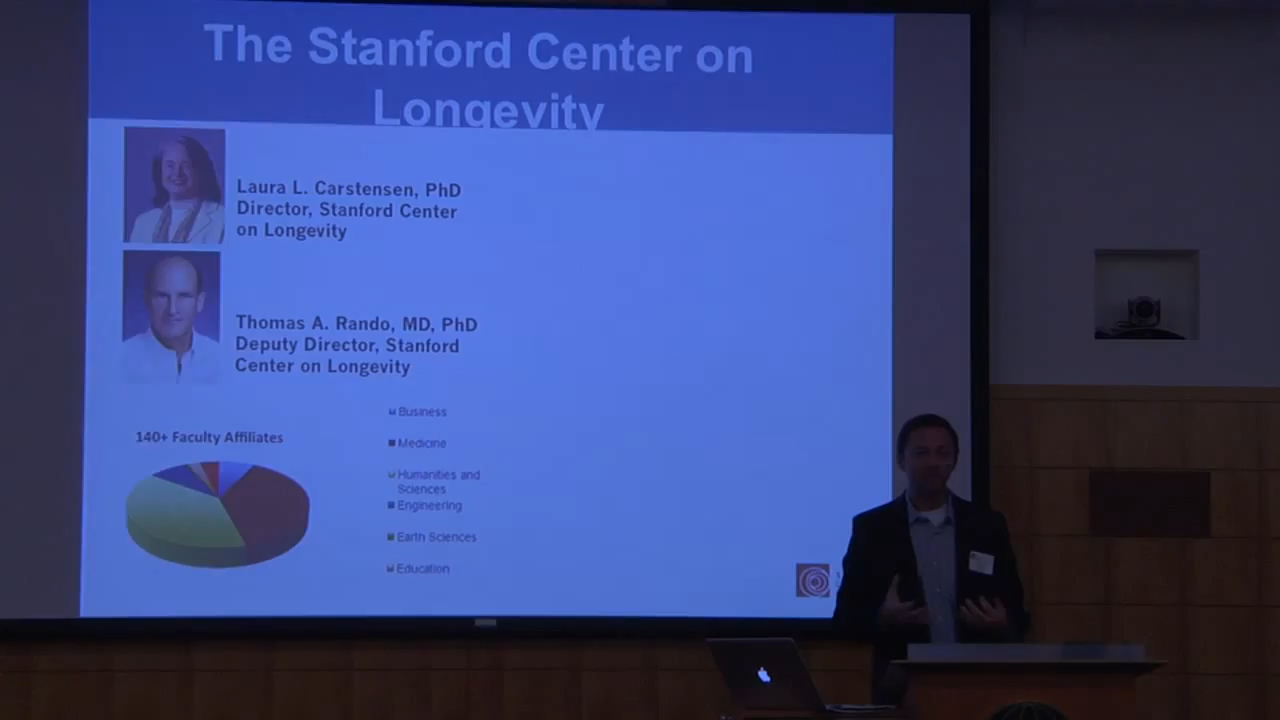 The Stanford Center on
Longevity
Laura L. Carstensen, PhD
Director, Stanford Center
on Longevity
Thomas A. Rando, MD, PhD
Deputy Director, Stanford
Center on Longevity
140+ Faculty Affiliates
Business
Medicine
Humanities and
Sciences
Engineering
Earth Sciences
Education